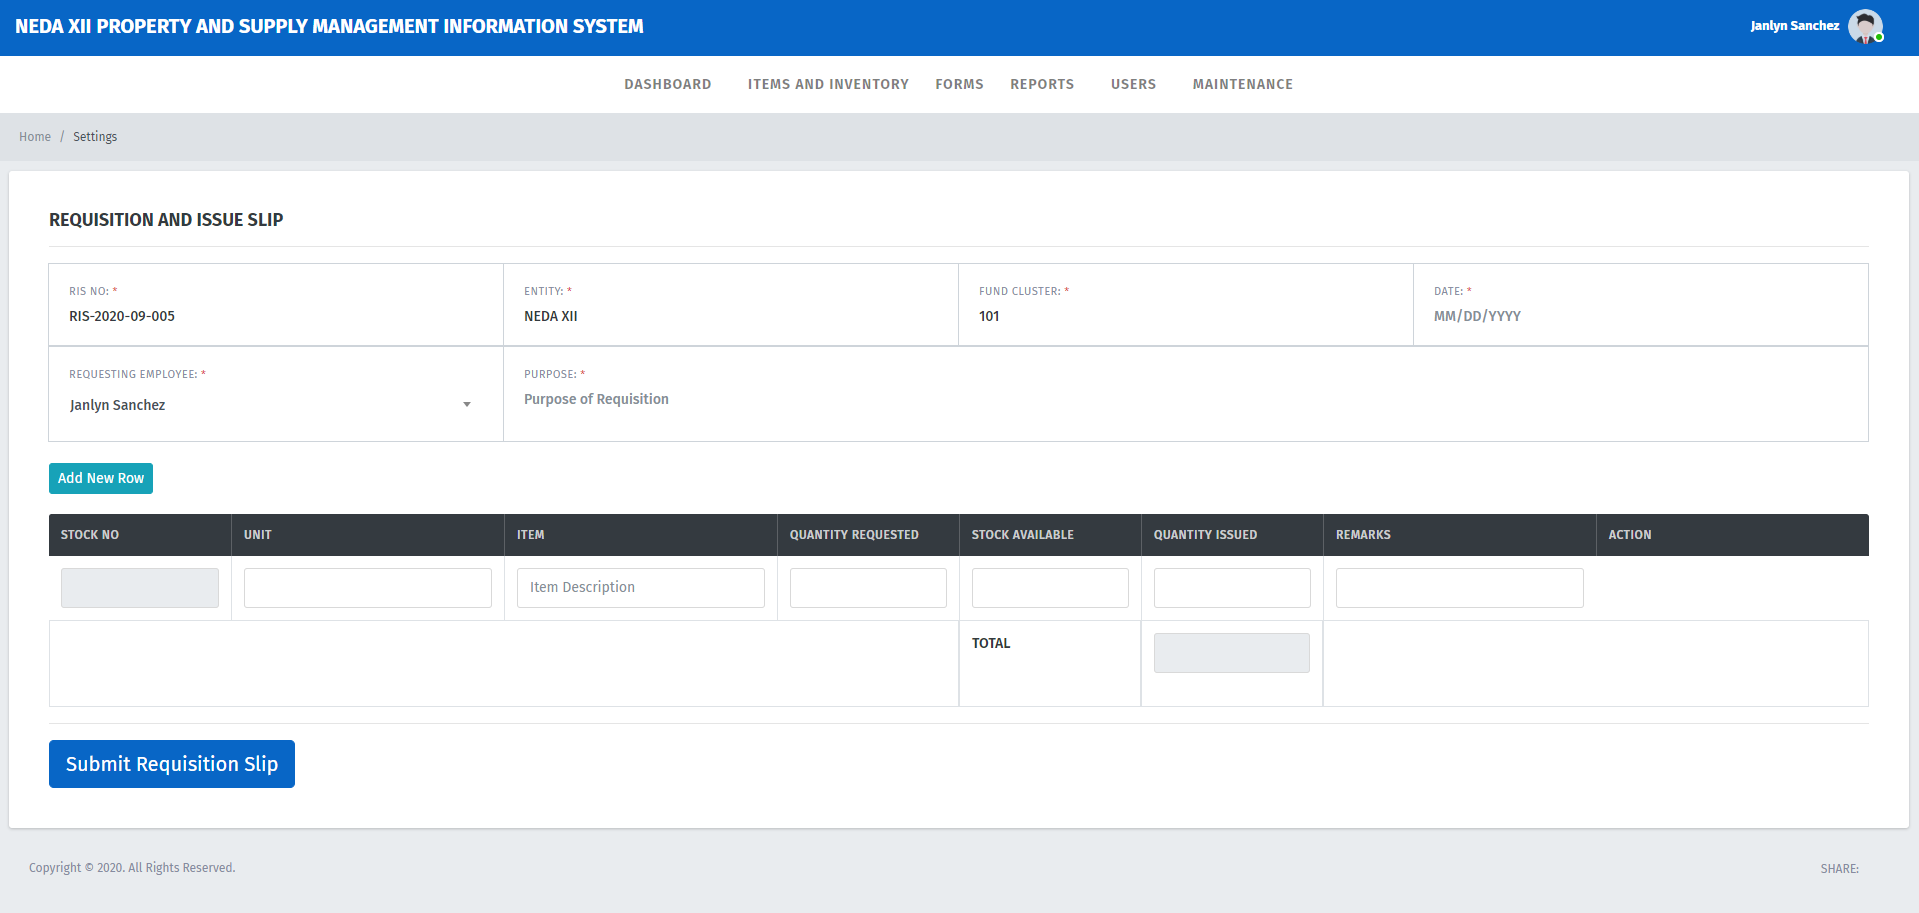 NEDA XII PROPERTY AND SUPPLY MANAGEMENT INFORMATION SYSTEM
Janlyn Sanchez
DASHBOARD ITEMS AND INVENTORY FORMS REPORTS USERS MAINTENANCE
Home / Settings
REQUISITION AND ISSUE SLIP
RIS NO: * ENTITY: * FUND CLUSTER: * DATE: *
RIS-2020-09-005 NEDA XII 101 MM/DD/YYYY
REQUESTING EMPLOYEE: * PURPOSE: *
Janlyn Sanchez Purpose of Requisition
Add New Row
STOCK NO UNIT ITEM QUANTITY REQUESTED STOCK AVAILABLE QUANTITY ISSUED REMARKS ACTION
Item Description
TOTAL
Submit Requisition Slip
Copyright © 2020. All Rights Reserved. SHARE: